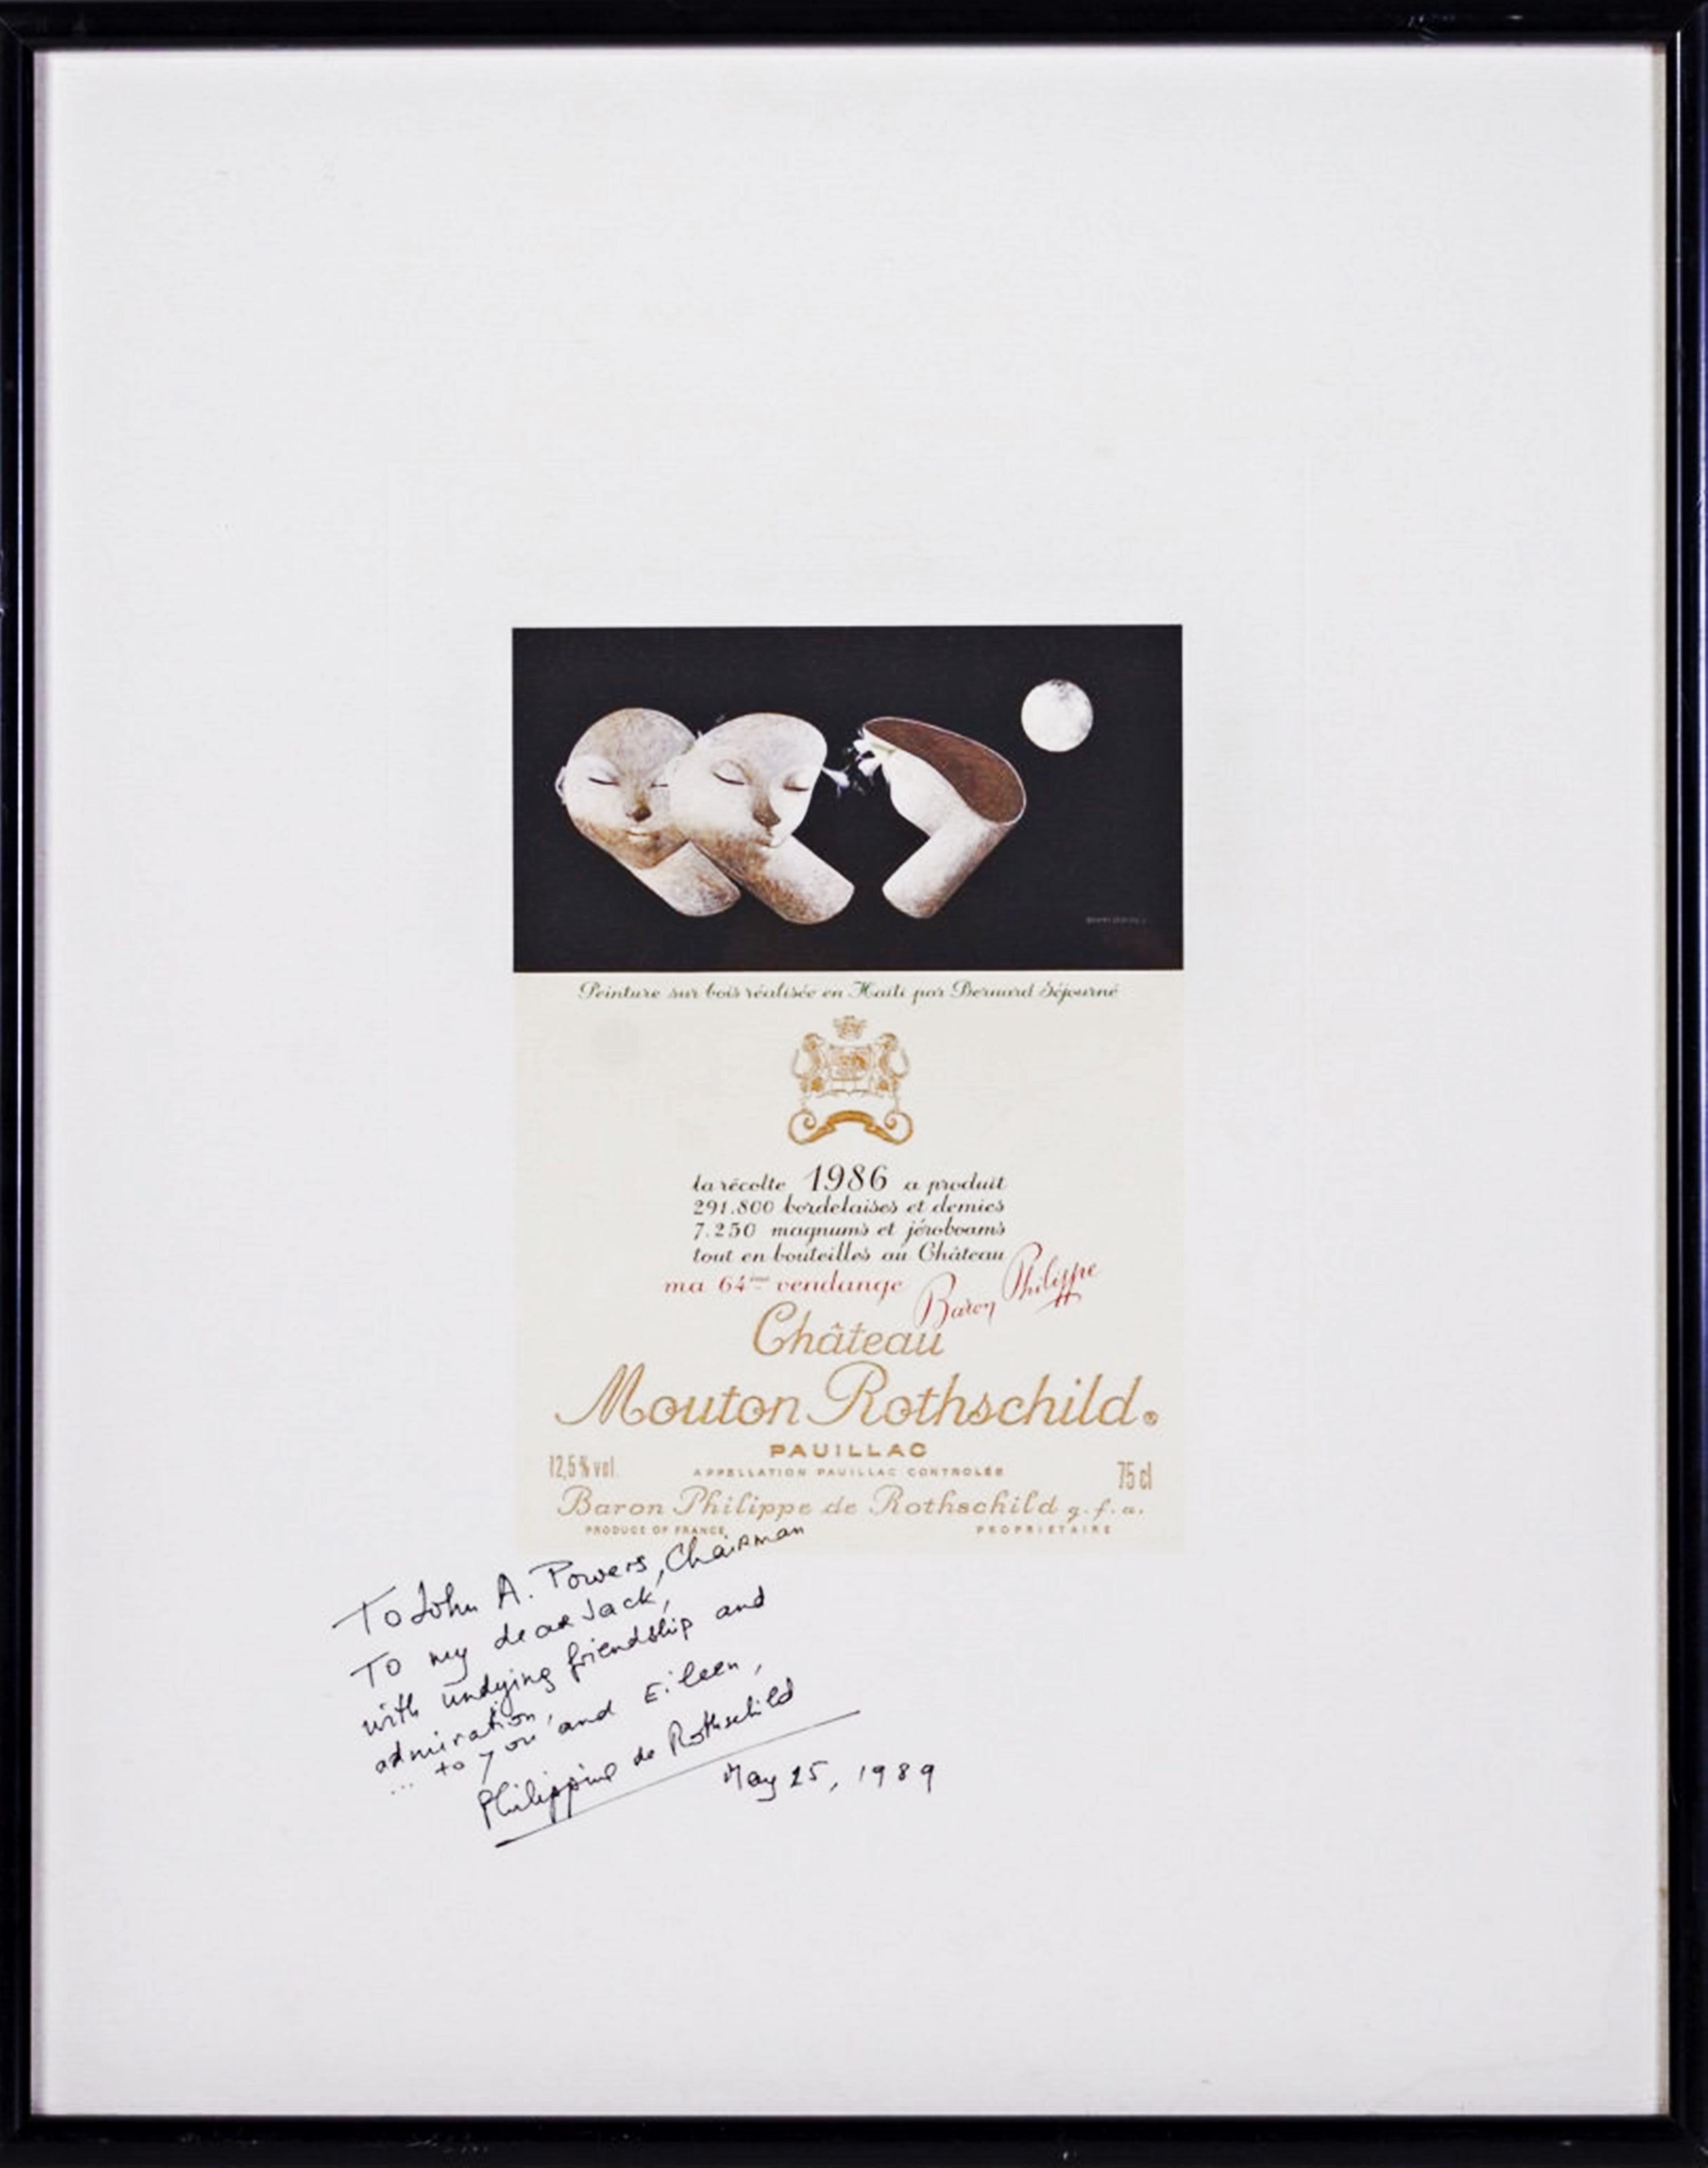 Peinture sur bois réalisée en Haïti par Bernard Séjourné
la récolte 1986 a produit
291.800 bordelaises et demies
7.250 magnums et jéroboams
tout en bouteilles au Château
ma 64ème vendange Baron Philippe
Château
Mouton Rothschild®
PAUILLAC
12,5% vol. APPELLATION PAUILLAC CONTROLÉE 75 cl
Baron Philippe de Rothschild g.f.a.
PRODUCE OF FRANCE PROPRIÉTAIRE
To John A. Powers, Chairman
To my dear Jack,
with undying friendship and
admiration,
... to you and Eileen,
Philippine de Rothschild
May 25, 1989